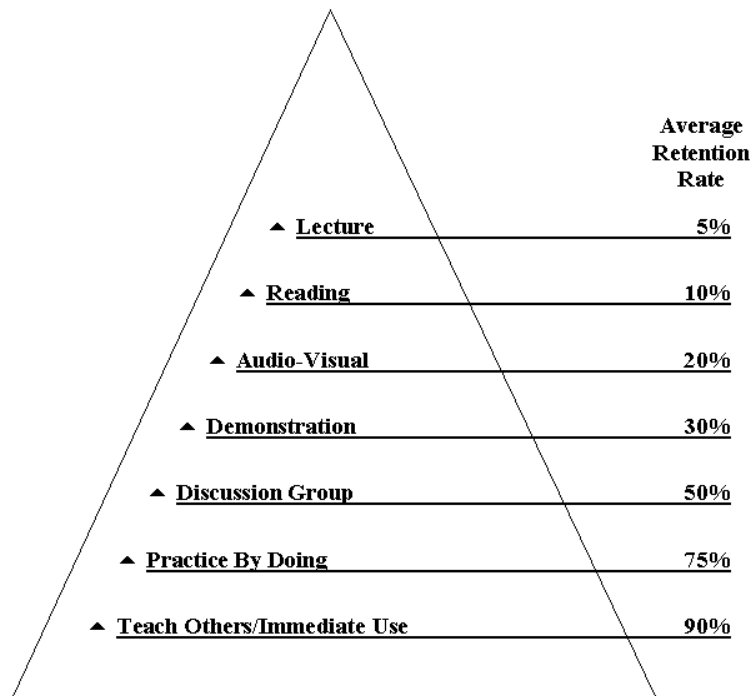 Average
Retention
Rate
Lecture 5%
Reading 10%
Audio-Visual 20%
Demonstration 30%
Discussion Group 50%
Practice By Doing 75%
Teach Others/Immediate Use 90%